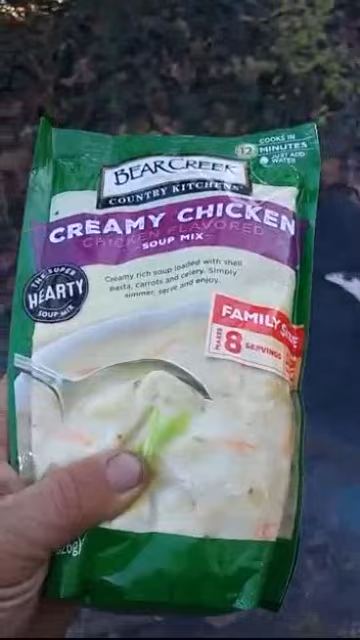 COOKS IN
12 MINUTES
JUST ADD
WATER
BEAR CREEK
COUNTRY KITCHENS
CREAMY CHICKEN
CHICKEN FLAVORED
SOUP MIX
THE SUPER
HEARTY
SOUP MIX
Creamy rich soup loaded with shell
pasta, carrots and celery. Simply
simmer, serve and enjoy.
FAMILY SIZE
MAKES
8 SERVINGS